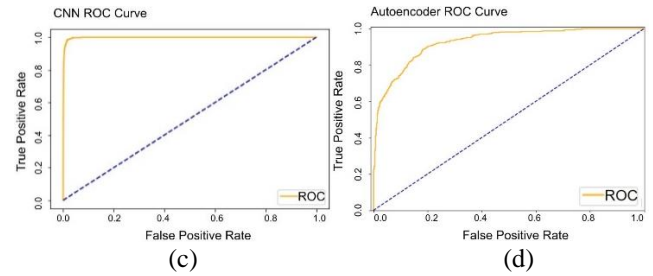 CNN ROC Curve
True Positive Rate
1.0
0.8
0.6
0.4
0.2
0.0
0.0 0.2 0.4 0.6 0.8 1.0
ROC
False Positive Rate
(c)
Autoencoder ROC Curve
True Positive Rate
1.0
0.8
0.6
0.4
0.2
0.0
0.0 0.2 0.4 0.6 0.8 1.0
ROC
False Positive Rate
(d)